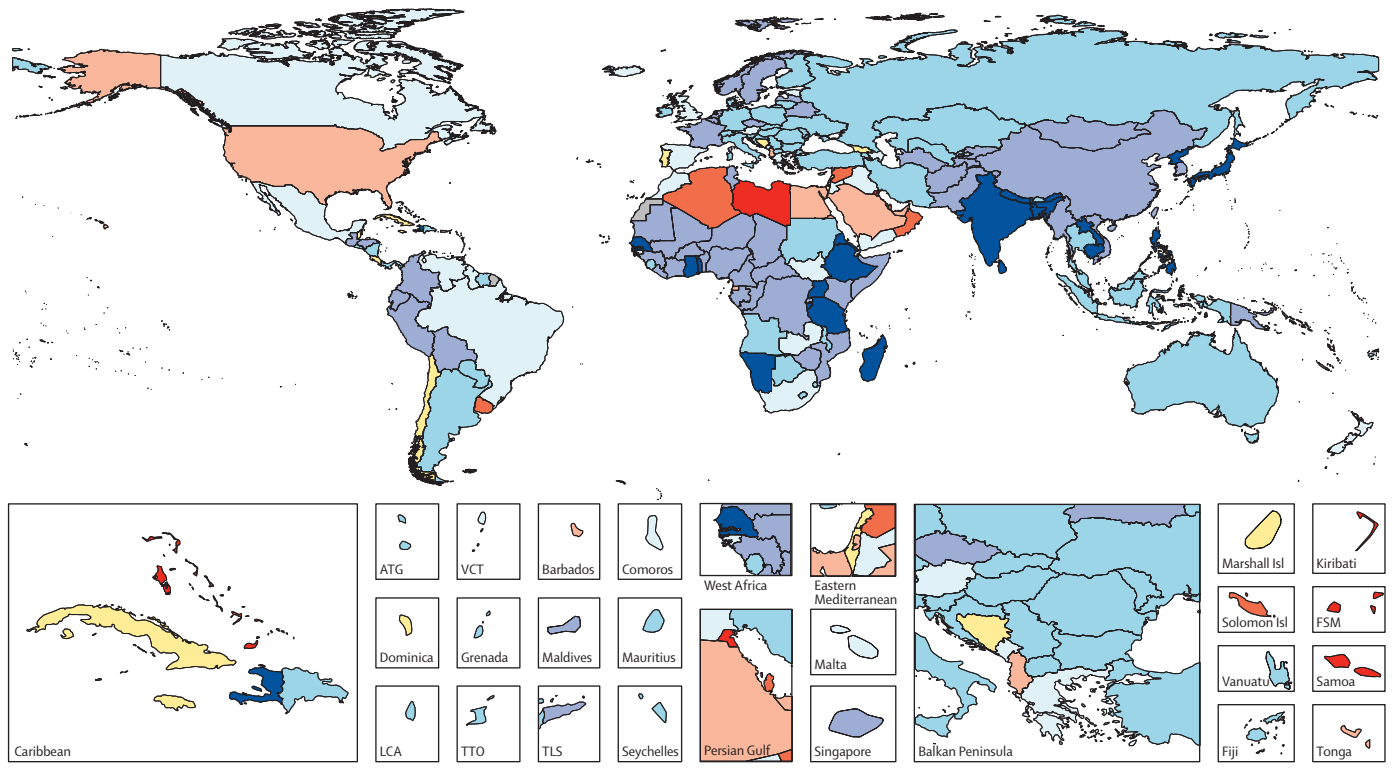 Caribbean
ATG
VCT
Barbados
Comoros
Dominica
Grenada
Maldives
Mauritius
LCA
TTO
TLS
Seychelles
West Africa
Eastern
Mediterranean
Persian Gulf
Malta
Singapore
Balkan Peninsula
Marshall Isl
Kiribati
Solomon Isl
FSM
Vanuatu
Samoa
Fiji
Tonga